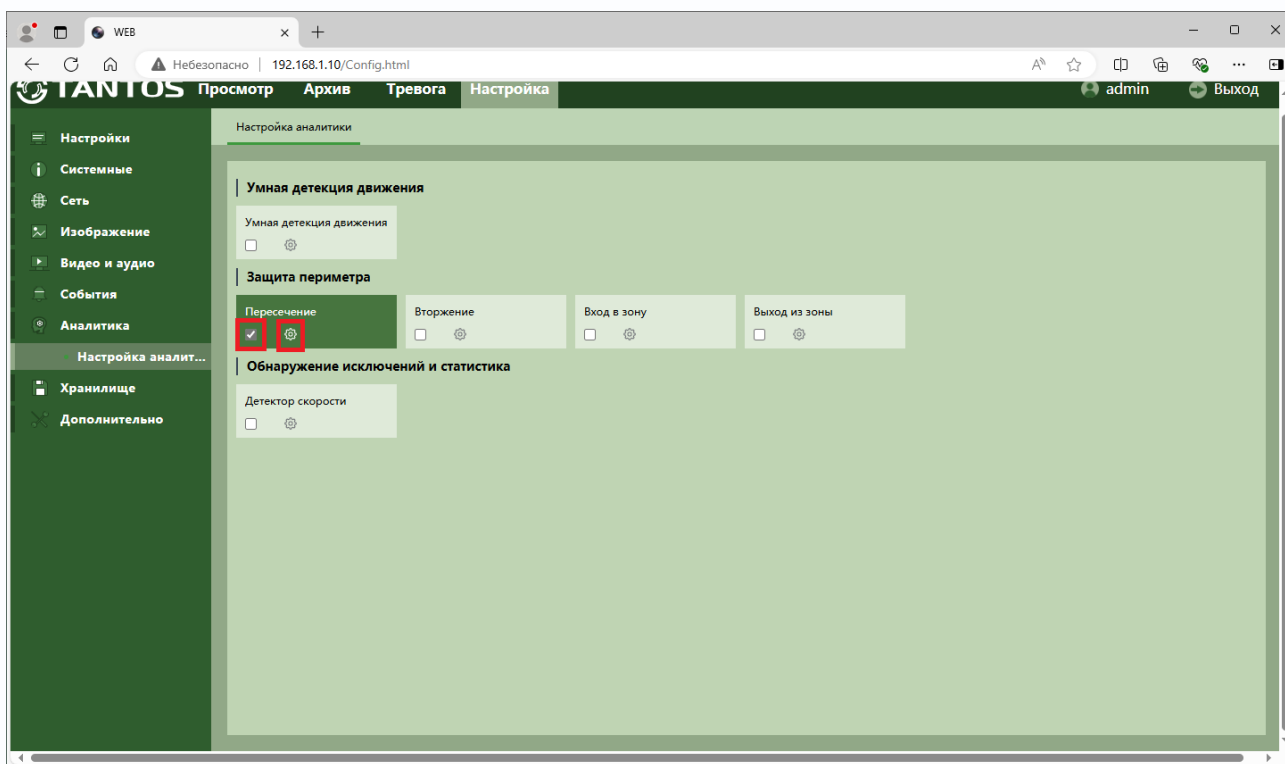 WEB
Небезопасно | 192.168.1.10/Config.html
TANTOS Просмотр Архив Тревога Настройка admin Выход
Настройки
Системные
Сеть
Изображение
Видео и аудио
События
Аналитика
Настройка аналит...
Хранилище
Дополнительно
Настройка аналитики
Умная детекция движения
Умная детекция движения
Защита периметра
Пересечение Вторжение Вход в зону Выход из зоны
Обнаружение исключений и статистика
Детектор скорости